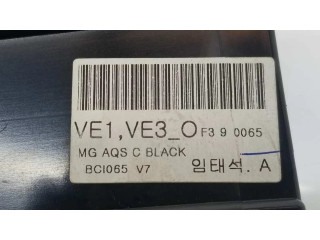 VE1,VE3_O F3 9 0065
MG AQS C BLACK
BCI065 V7 임태석. A